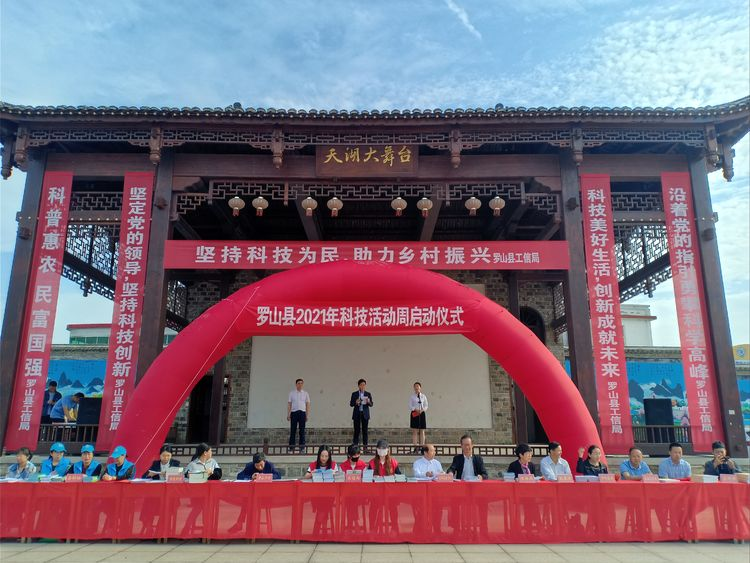 天湖大舞台
科普惠农 民富国强 罗山县工信局
坚定党的领导,坚持科技创新 罗山县工信局
坚持科技为民、助力乡村振兴 罗山县工信局
科技美好生活,创新成就未来 罗山县工信局
沿着党的指引
科学高峰 罗山县工信局
罗山县2021年科技活动周启动仪式